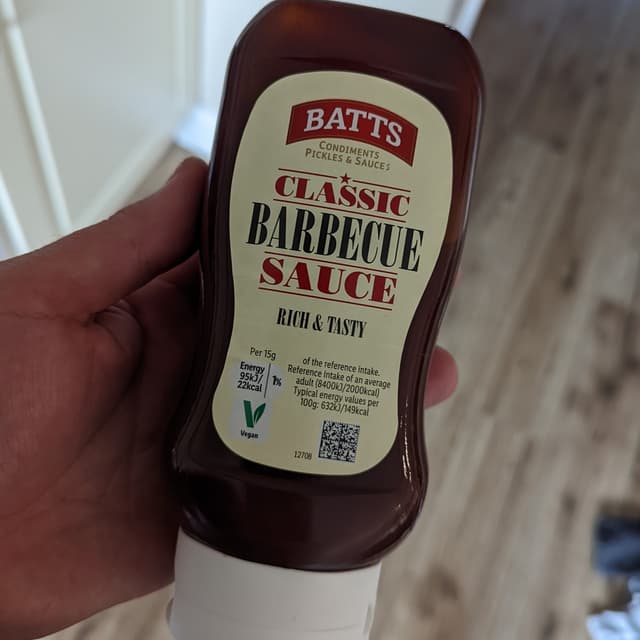 BATTS
CONDIMENTS
PICKLES & SAUCES
CLASSIC
BARBECUE
SAUCE
RICH & TASTY
Per 15g
Energy
95kJ/
22kcal
1%
of the reference intake.
Reference intake of an average
adult (8400kJ/2000kcal)
Typical energy values per
100g: 632kJ/149kcal
Vegan
12708